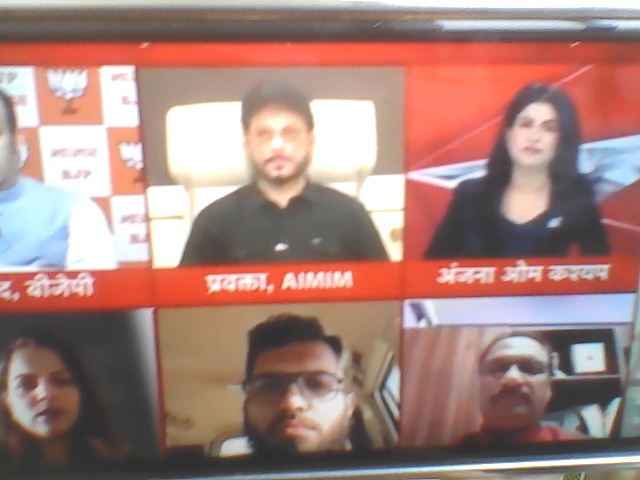 BJP
द, बीजेपी
प्रवक्ता, AIMIM
अंजना ओम कश्यप